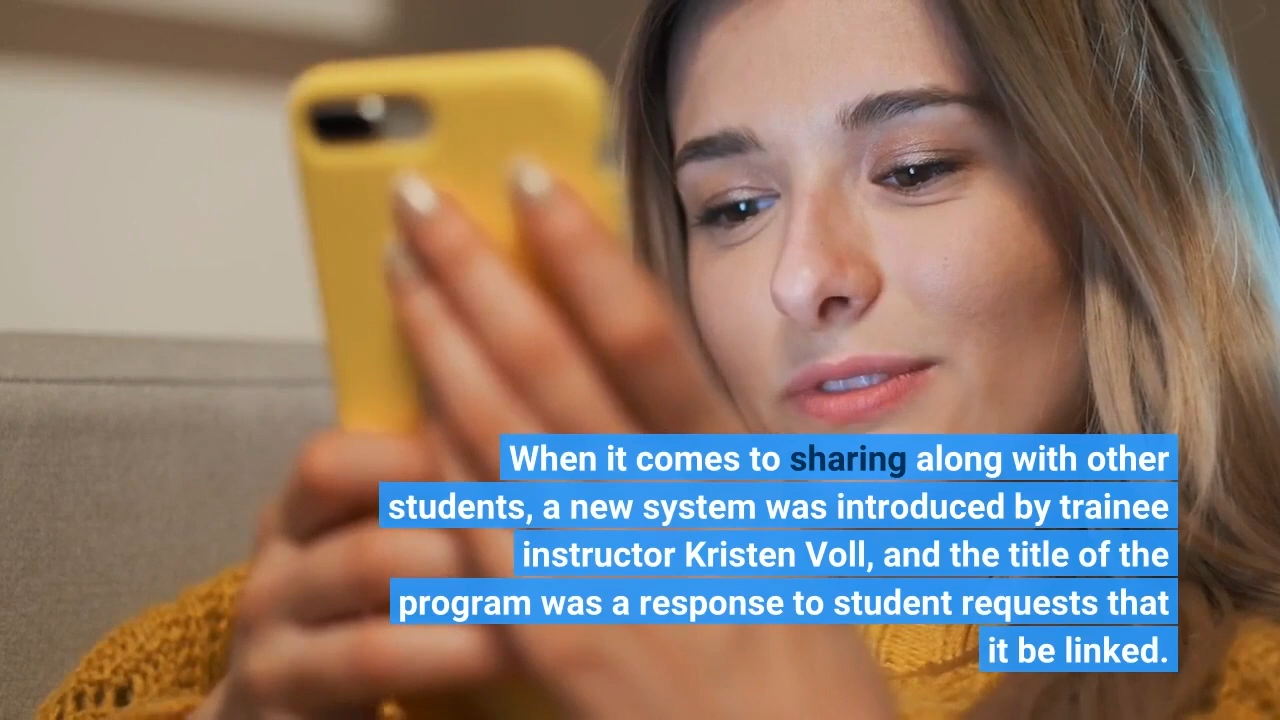 When it comes to sharing along with other
students, a new system was introduced by trainee
instructor Kristen Voll, and the title of the
program was a response to student requests that
it be linked.